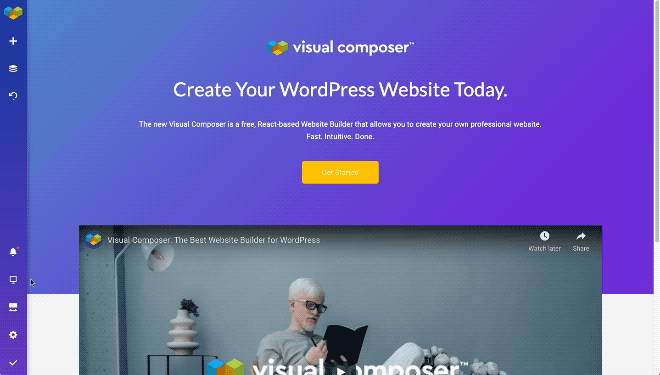 visual composer™
Create Your WordPress Website Today.
The new Visual Composer is a free, React-based Website Builder that allows you to create your own professional website.
Fast. Intuitive. Done.
Get Started
Visual Composer: The Best Website Builder for WordPress
Watch later
Share
visual composer™